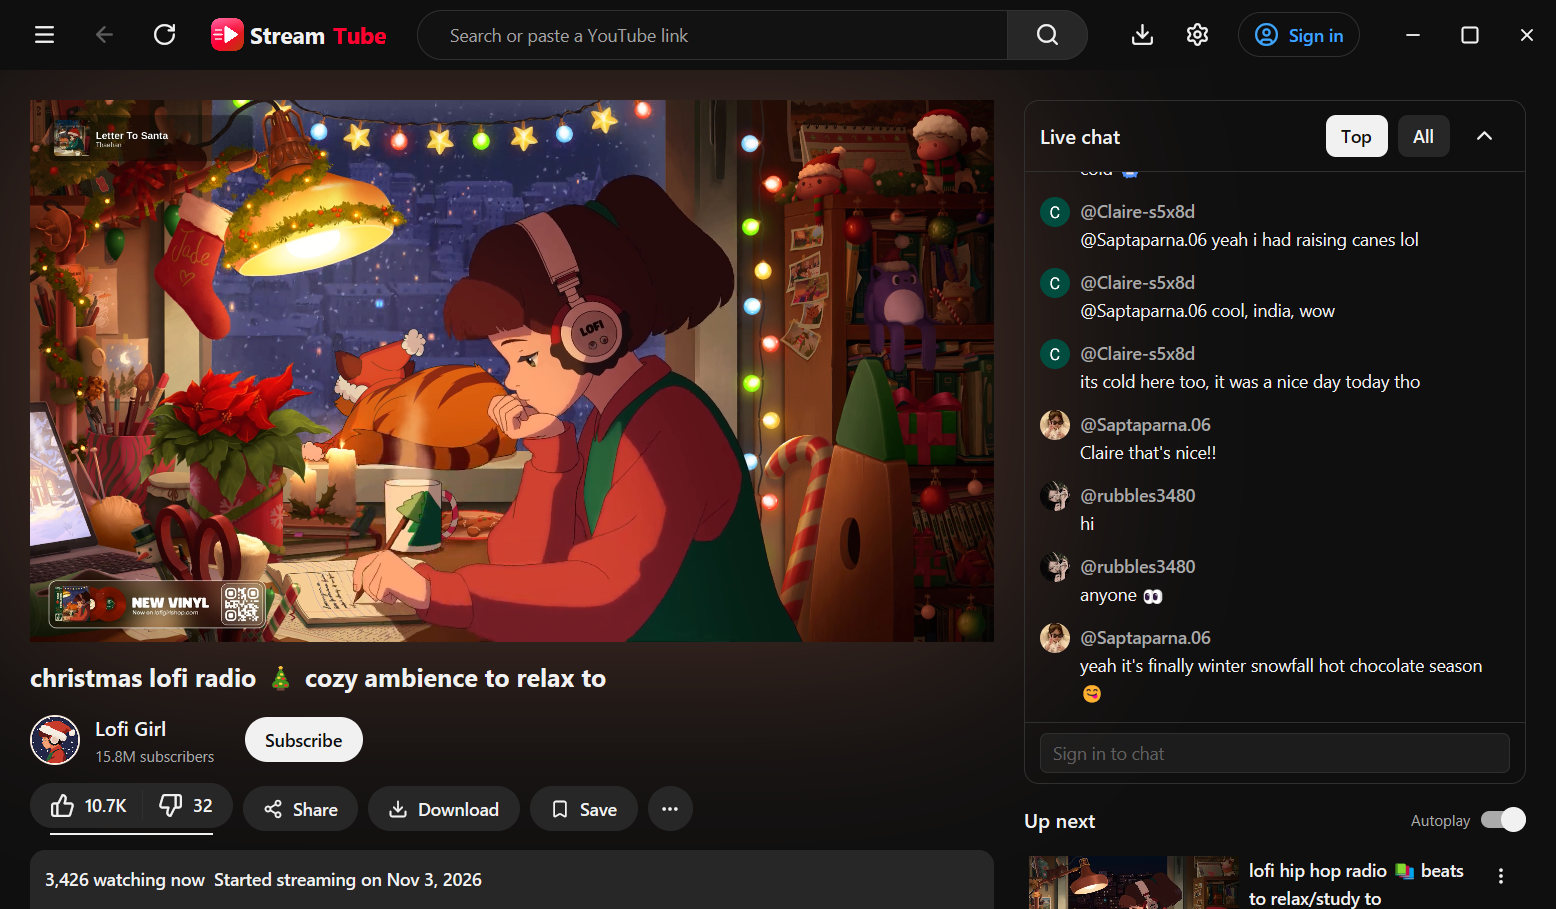 Stream Tube
Search or paste a YouTube link
Sign in
Letter To Santa
Jade
LOFI
NEW VINYL
Now on lofigirlshop.com
christmas lofi radio 🎄 cozy ambience to relax to
Lofi Girl
15.8M subscribers
Subscribe
10.7K
32
Share
Download
Save
3,426 watching now Started streaming on Nov 3, 2026
Live chat
Top
All
C
@Claire-s5x8d
@Saptaparna.06 yeah i had raising canes lol
C
@Claire-s5x8d
@Saptaparna.06 cool, india, wow
C
@Claire-s5x8d
its cold here too, it was a nice day today tho
@Saptaparna.06
Claire that's nice!!
@rubbles3480
hi
@rubbles3480
anyone 👀
@Saptaparna.06
yeah it's finally winter snowfall hot chocolate season
😋
Sign in to chat
Up next
Autoplay
lofi hip hop radio 📚 beats
to relax/study to